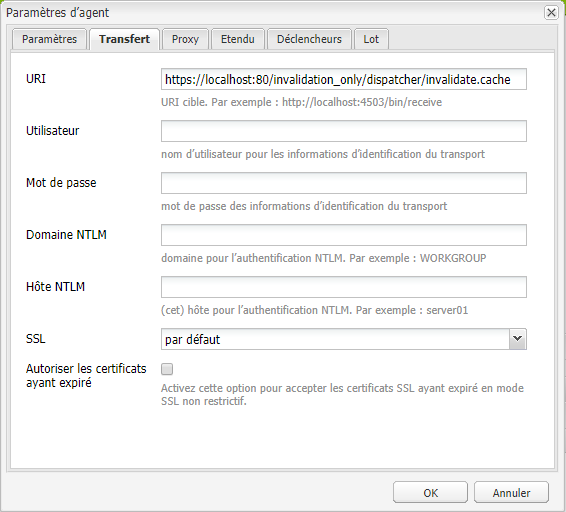 Paramètres d'agent
Paramètres Transfert Proxy Etendu Déclencheurs Lot
URI
https://localhost:80/invalidation_only/dispatcher/invalidate.cache
URI cible. Par exemple : http://localhost:4503/bin/receive
Utilisateur
nom d'utilisateur pour les informations d'identification du transport
Mot de passe
mot de passe des informations d'identification du transport
Domaine NTLM
domaine pour l'authentification NTLM. Par exemple : WORKGROUP
Hôte NTLM
(cet) hôte pour l'authentification NTLM. Par exemple : server01
SSL
par défaut
Autoriser les certificats
ayant expiré
Activez cette option pour accepter les certificats SSL ayant expiré en mode
SSL non restrictif.
OK Annuler